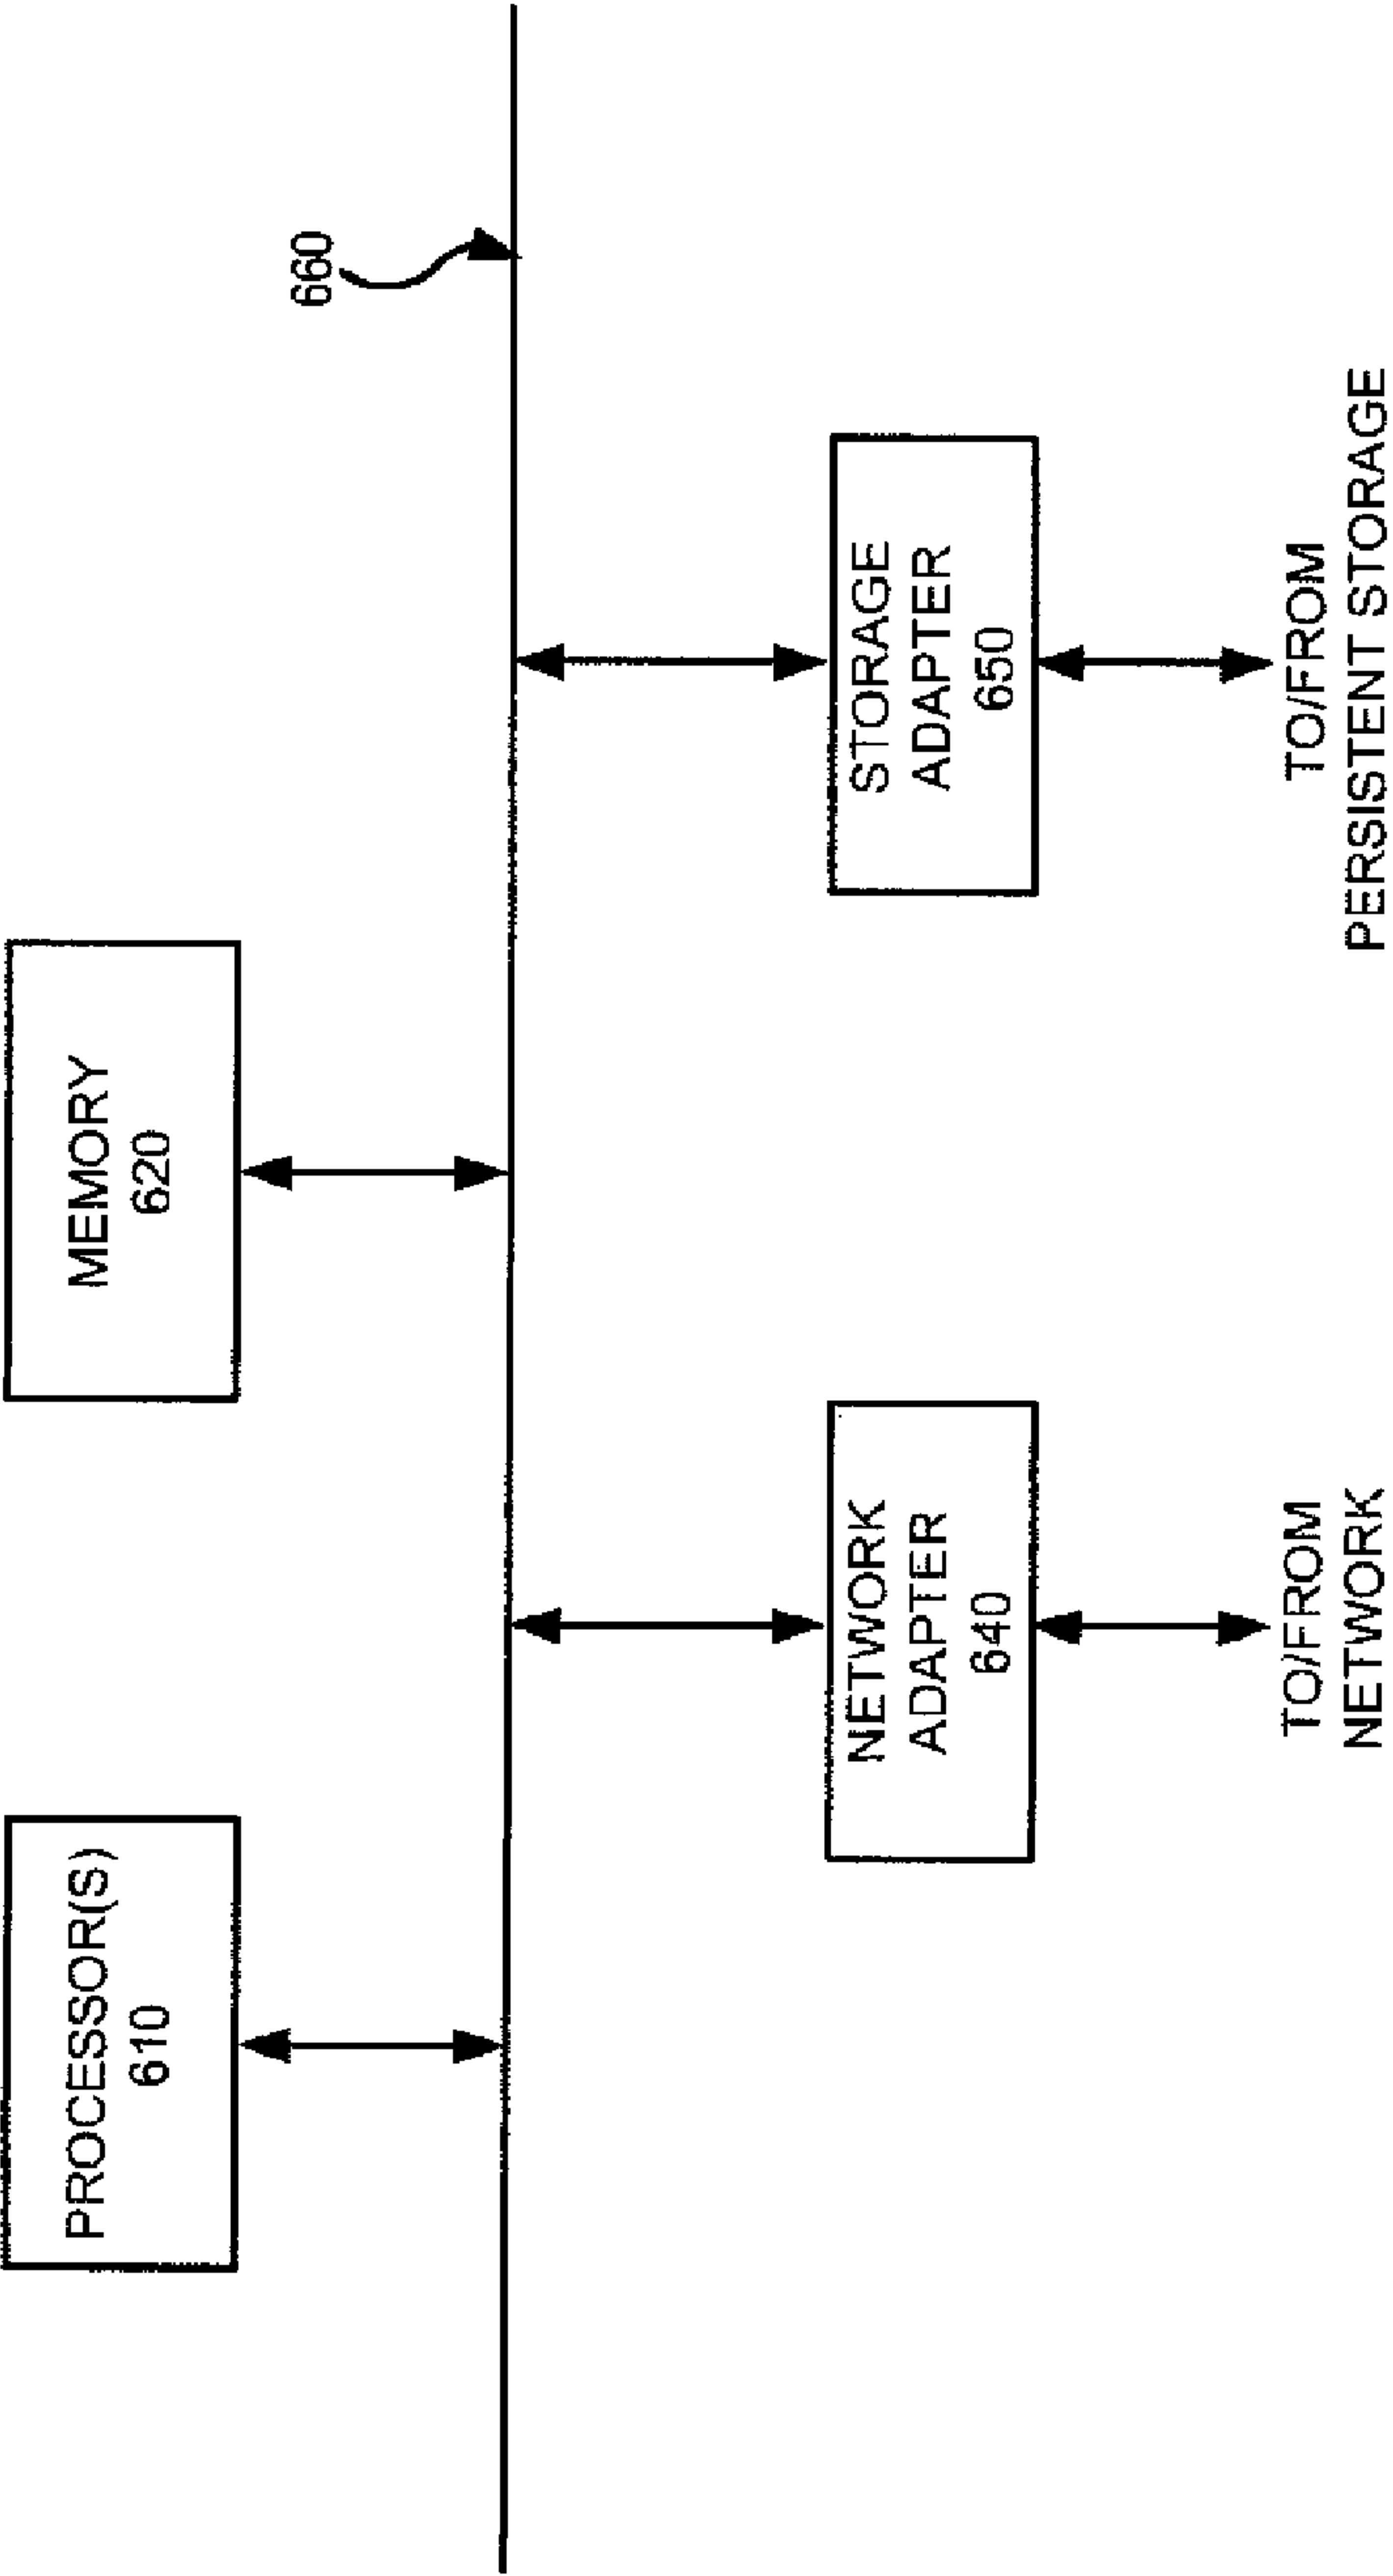 PROCESSOR(S)
610
MEMORY
620
660
NETWORK
ADAPTER
640
STORAGE
ADAPTER
650
TO/FROM
NETWORK
TO/FROM
PERSISTENT STORAGE